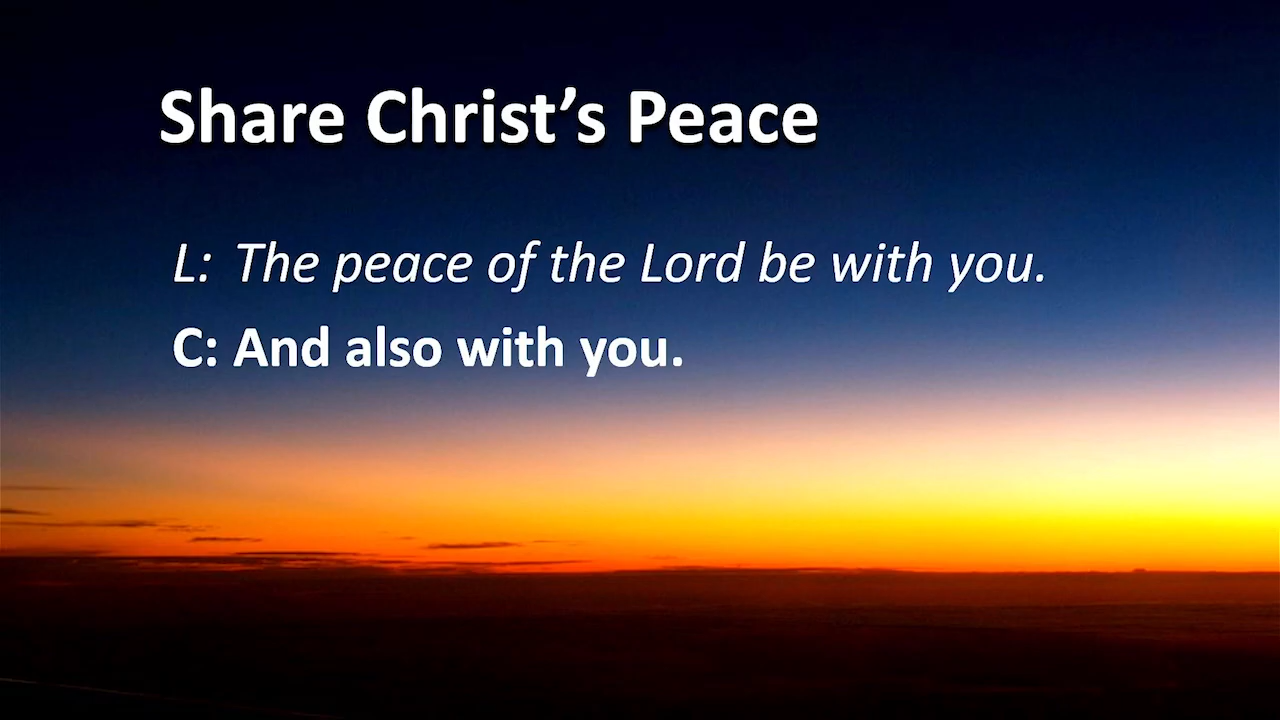 Share Christ’s Peace
L: The peace of the Lord be with you.
C: And also with you.